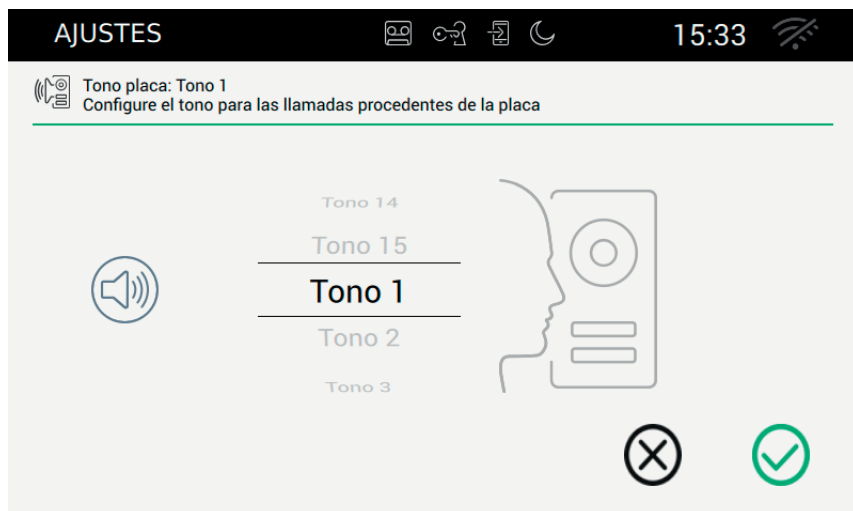 AJUSTES 15:33
Tono placa: Tono 1
Configure el tono para las llamadas procedentes de la placa
Tono 14
Tono 15
Tono 1
Tono 2
Tono 3